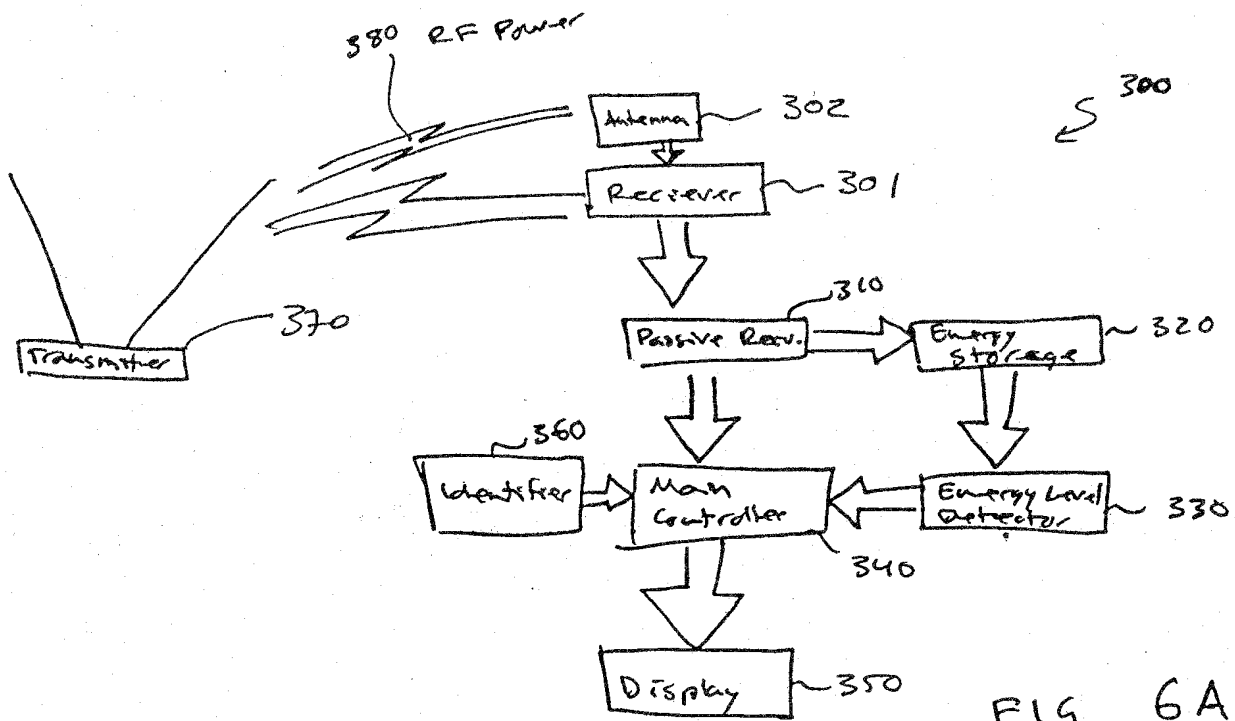 380 RF Power
300
Antenna
302
Reciever
301
310
370
Transmitter
Passive Recv.
Energy
Storage
320
360
Identifier
Main
Controller
Energy Level
Detector
330
340
Display
350
FIG 6A